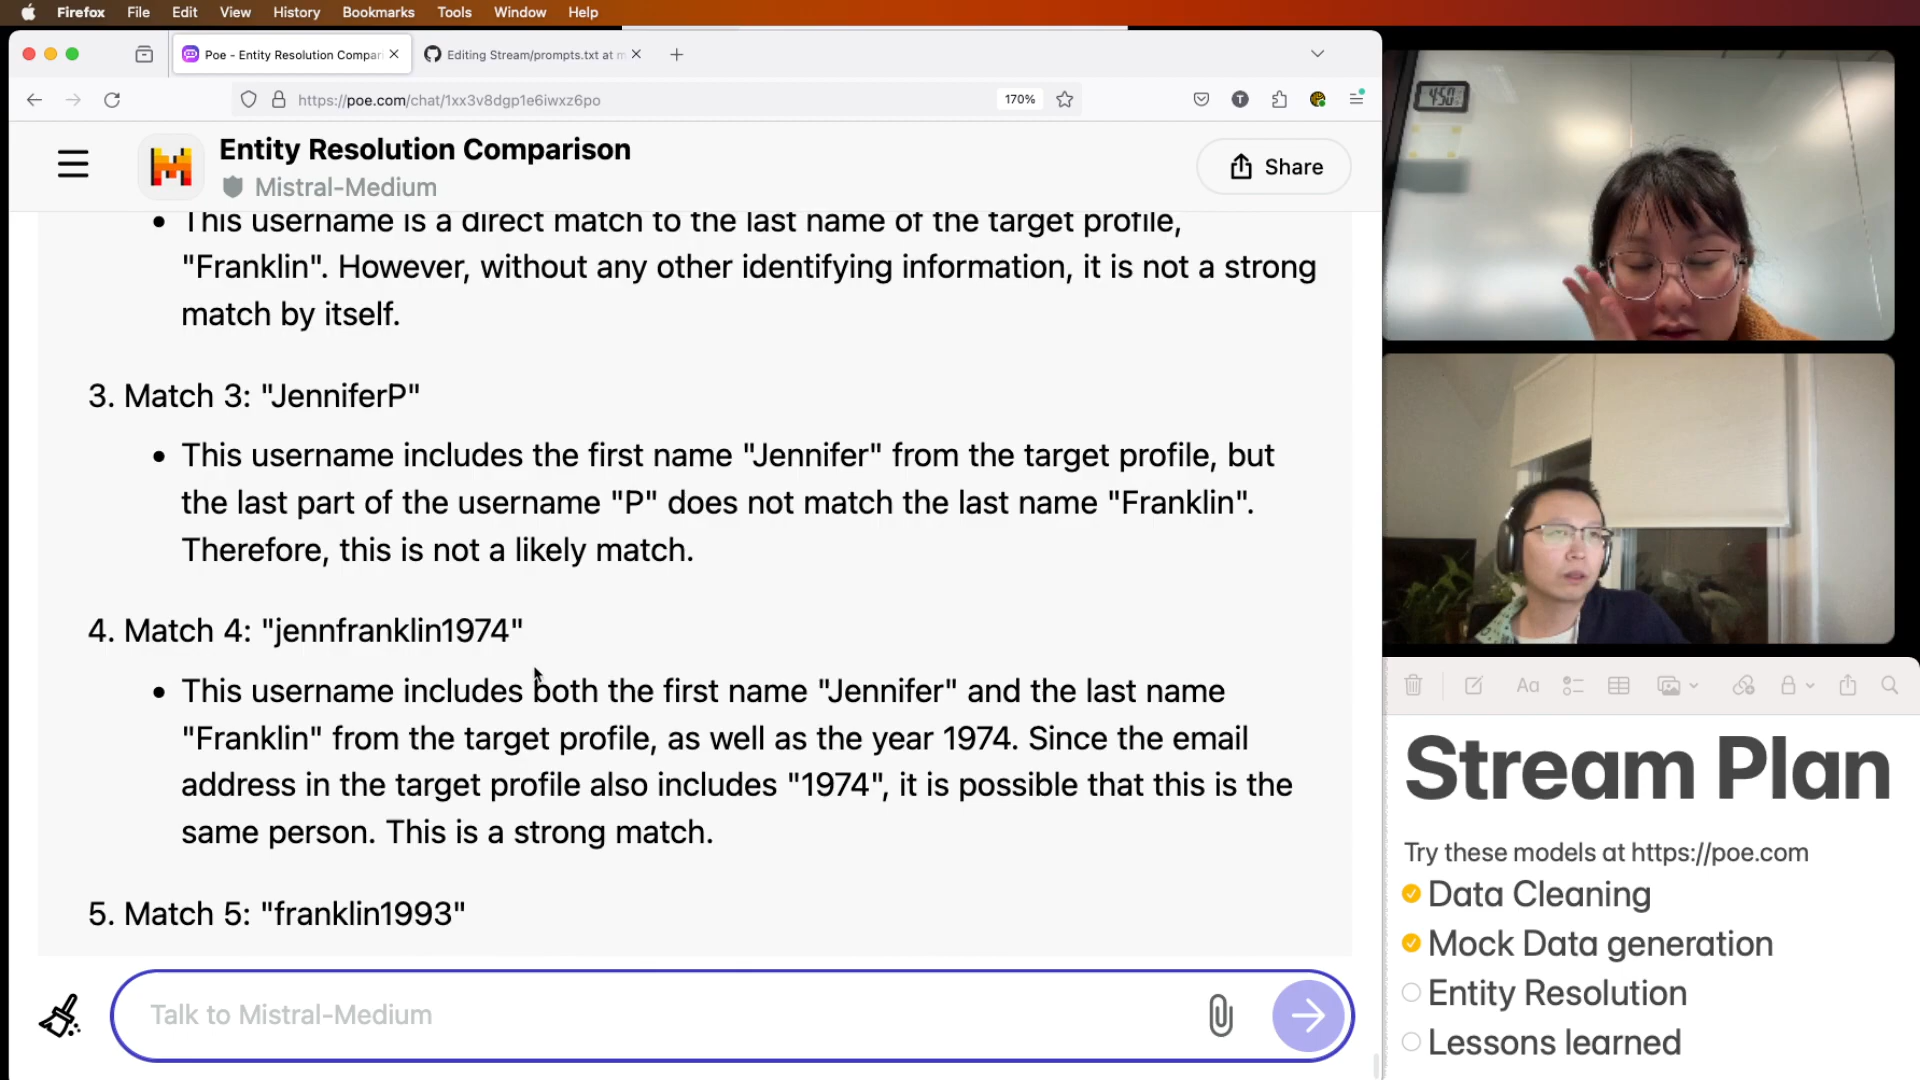 Firefox File Edit View History Bookmarks Tools Window Help
Poe - Entity Resolution Compar
Editing Stream/prompts.txt at m
https://poe.com/chat/1xx3v8dgp1e6iwxz6po
170%
T
Entity Resolution Comparison
Mistral-Medium
Share
This username is a direct match to the last name of the target profile,
"Franklin". However, without any other identifying information, it is not a strong
match by itself.
3. Match 3: "JenniferP"
This username includes the first name "Jennifer" from the target profile, but
the last part of the username "P" does not match the last name "Franklin".
Therefore, this is not a likely match.
4. Match 4: "jennfranklin1974"
This username includes both the first name "Jennifer" and the last name
"Franklin" from the target profile, as well as the year 1974. Since the email
address in the target profile also includes "1974", it is possible that this is the
same person. This is a strong match.
5. Match 5: "franklin1993"
Talk to Mistral-Medium
4:50
Aa
Stream Plan
Try these models at https://poe.com
Data Cleaning
Mock Data generation
Entity Resolution
Lessons learned